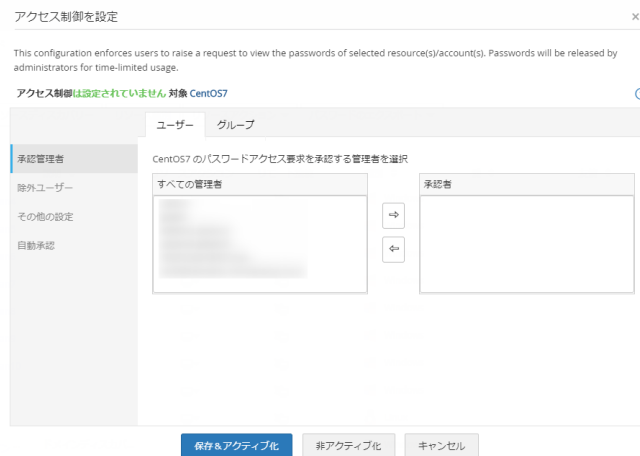 アクセス制御を設定
This configuration enforces users to raise a request to view the passwords of selected resource(s)/account(s). Passwords will be released by
administrators for time-limited usage.
アクセス制御は設定されていません 対象 CentOS7
ユーザー グループ
承認管理者
除外ユーザー
その他の設定
自動承認
CentOS7 のパスワードアクセス要求を承認する管理者を選択
すべての管理者 承認者
保存&アクティブ化 非アクティブ化 キャンセル